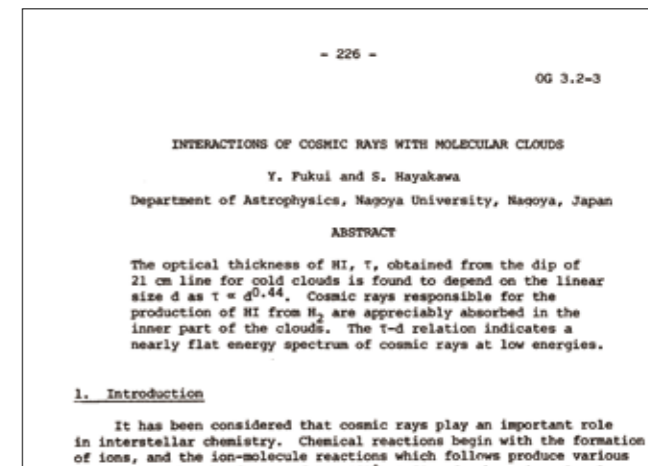 - 226 -
OG 3.2-3
INTERACTIONS OF COSMIC RAYS WITH MOLECULAR CLOUDS
Y. Fukui and S. Hayakawa
Department of Astrophysics, Nagoya University, Nagoya, Japan
ABSTRACT
The optical thickness of HI, τ, obtained from the dip of
21 cm line for cold clouds is found to depend on the linear
size d as τ ∝ d^0.44. Cosmic rays responsible for the
production of HI from H₂ are appreciably absorbed in the
inner part of the clouds. The τ-d relation indicates a
nearly flat energy spectrum of cosmic rays at low energies.
1. Introduction
It has been considered that cosmic rays play an important role
in interstellar chemistry. Chemical reactions begin with the formation
of ions, and the ion-molecule reactions which follows produce various